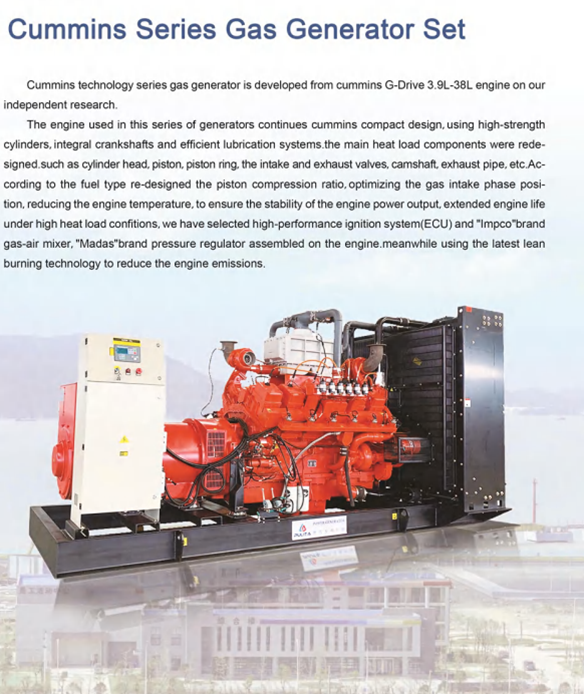 Cummins Series Gas Generator Set
Cummins technology series gas generator is developed from cummins G-Drive 3.9L-38L engine on our
independent research.
The engine used in this series of generators continues cummins compact design, using high-strength
cylinders, integral crankshafts and efficient lubrication systems.the main heat load components were rede-
signed.such as cylinder head, piston, piston ring, the intake and exhaust valves, camshaft, exhaust pipe, etc.Ac-
cording to the fuel type re-designed the piston compression ratio, optimizing the gas intake phase posi-
tion, reducing the engine temperature, to ensure the stability of the engine power output, extended engine life
under high heat load confitions, we have selected high-performance ignition system(ECU) and "Impco"brand
gas-air mixer, "Madas"brand pressure regulator assembled on the engine.meanwhile using the latest lean
burning technology to reduce the engine emissions.